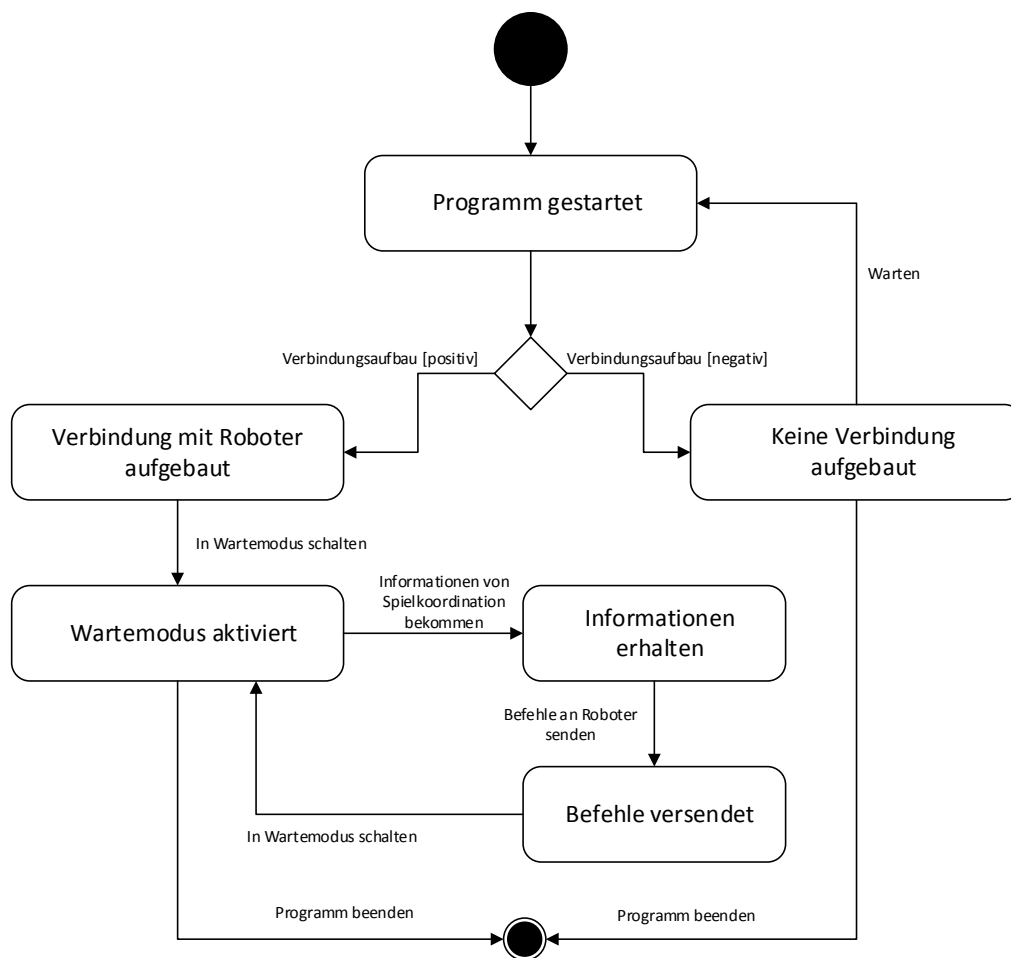 Programm gestartet
Warten
Verbindungsaufbau [positiv]
Verbindungsaufbau [negativ]
Verbindung mit Roboter
aufgebaut
Keine Verbindung
aufgebaut
In Wartemodus schalten
Informationen von
Spielkoordination
bekommen
Wartemodus aktiviert
Informationen
erhalten
Befehle an Roboter
senden
Befehle versendet
In Wartemodus schalten
Programm beenden
Programm beenden